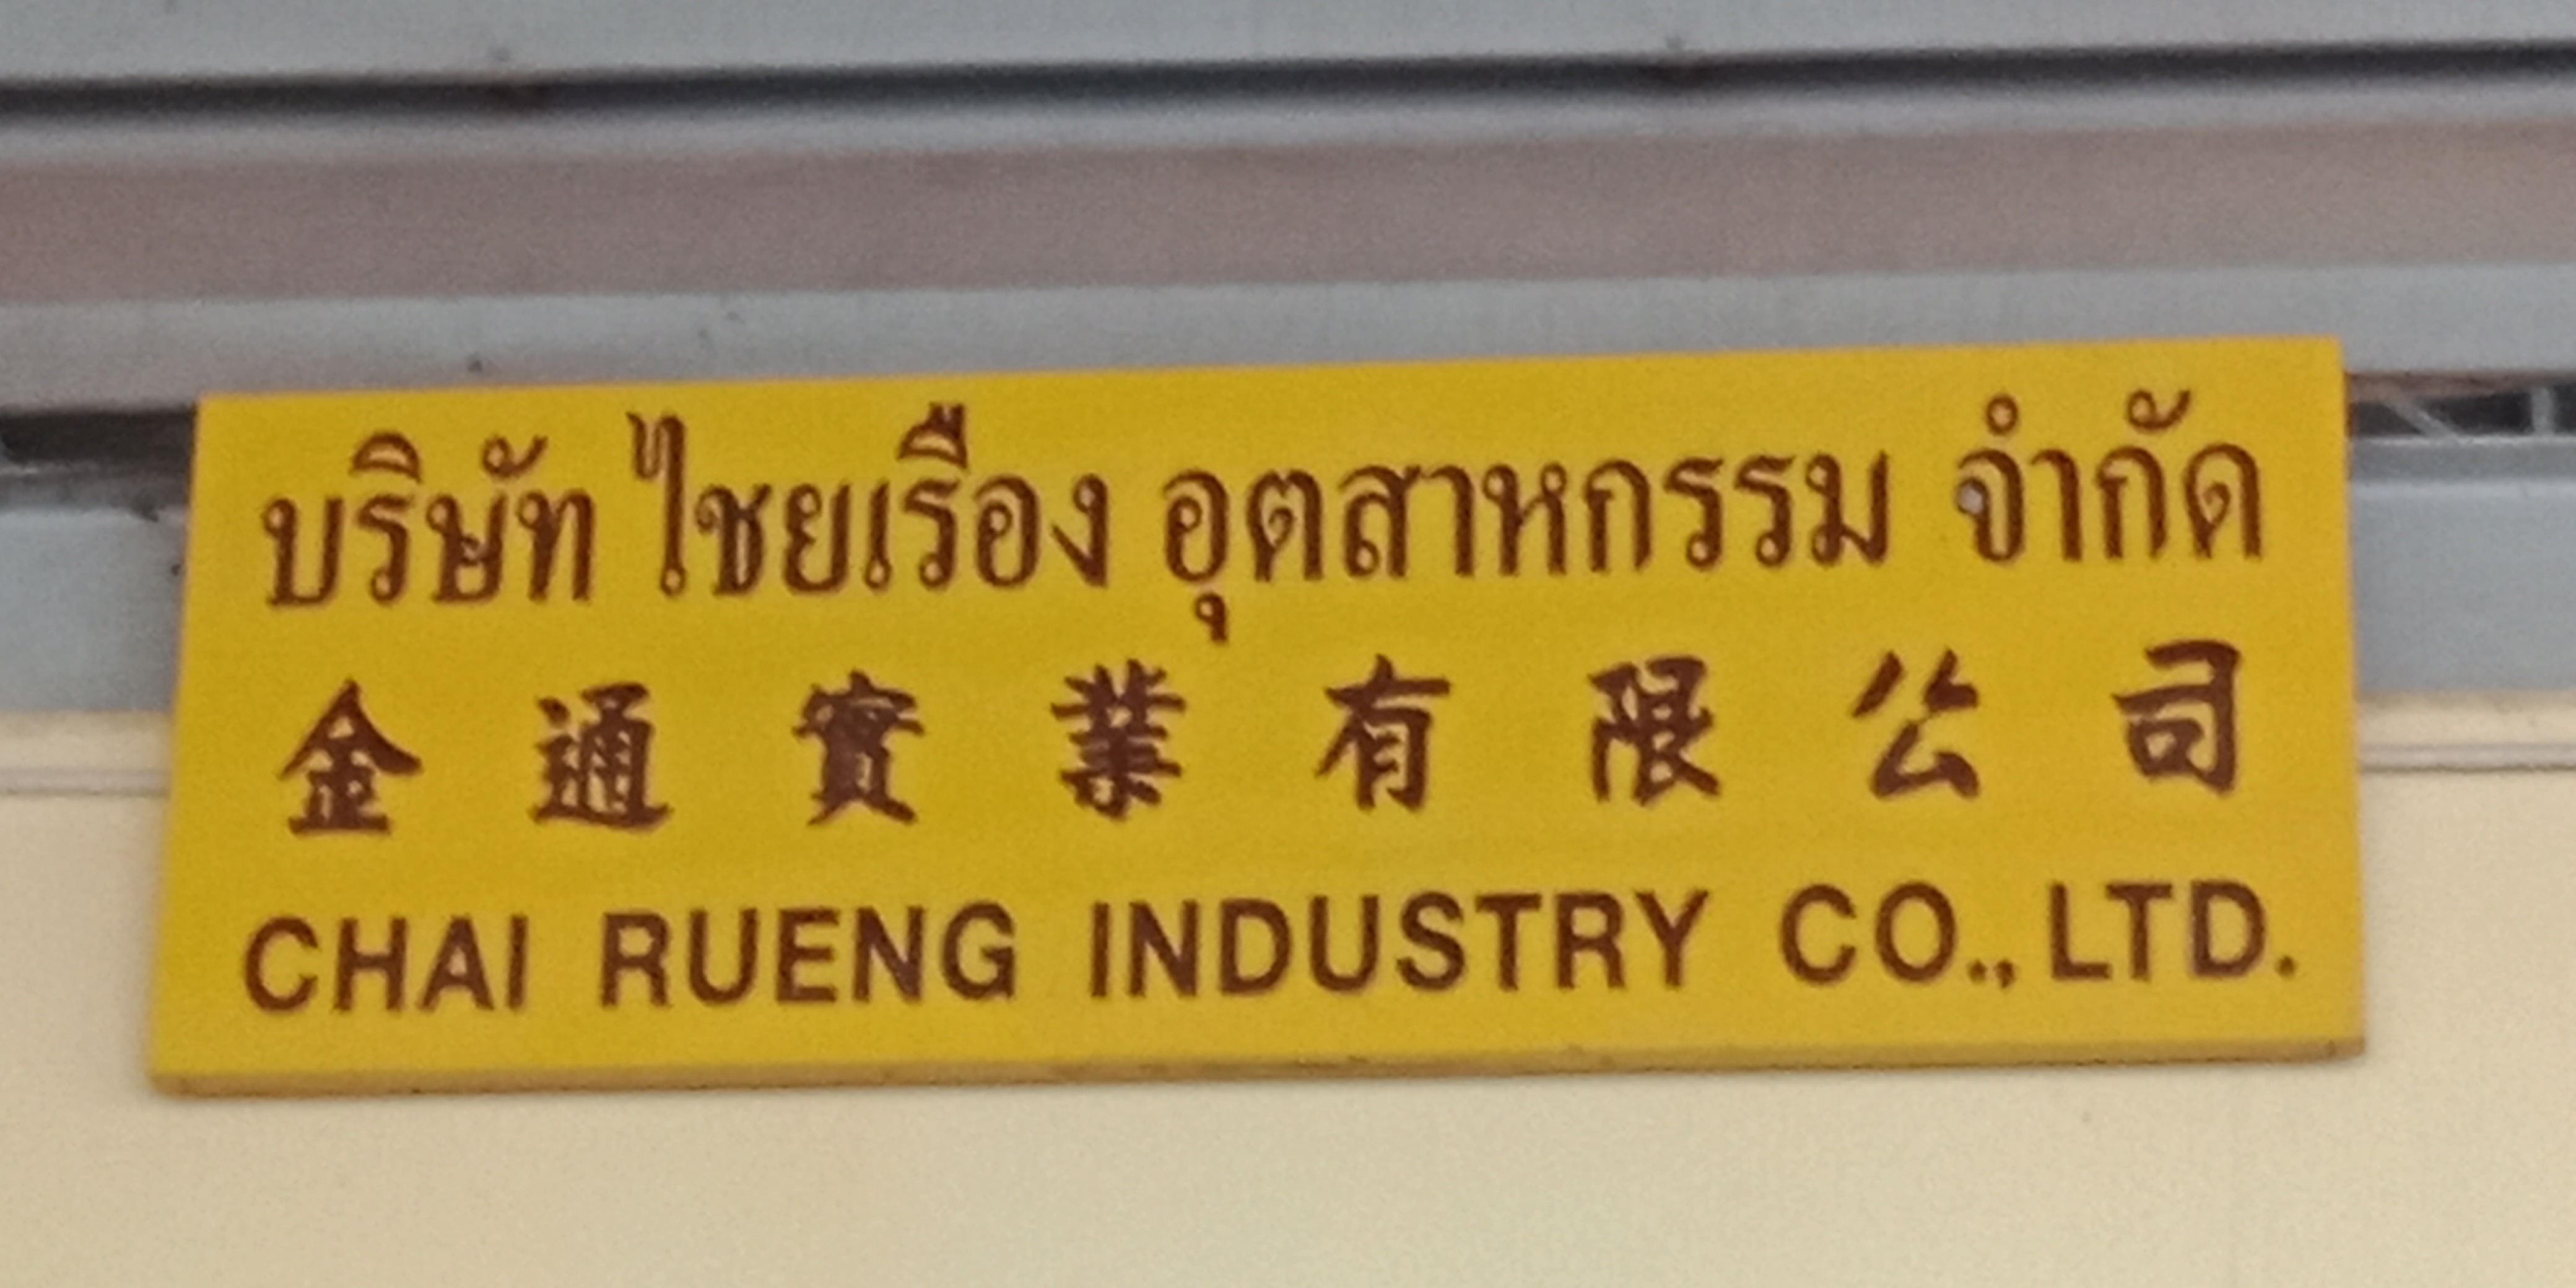 บริษัท ไชยเรื่อง อุตสาหกรรม จำกัด
金通實業有限公司
CHAI RUENG INDUSTRY CO., LTD.